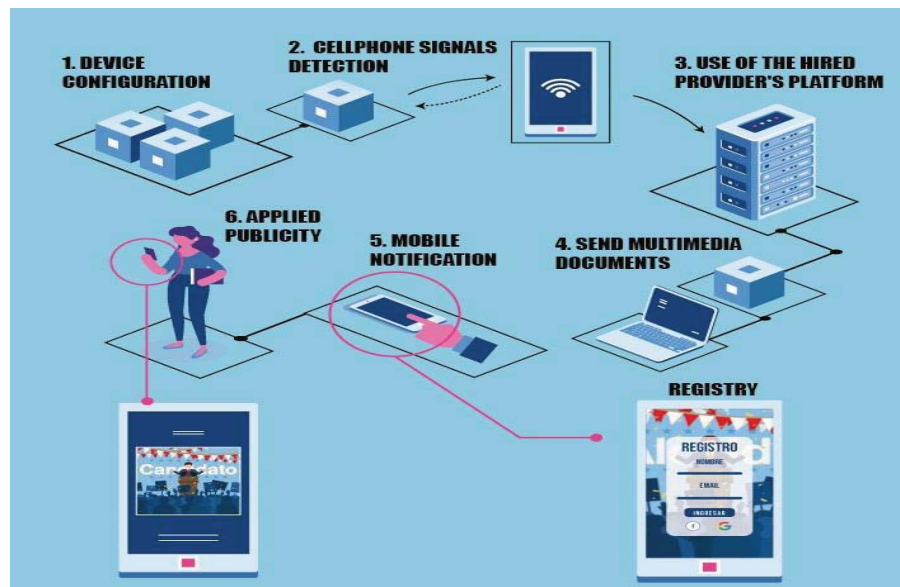 1. DEVICE
CONFIGURATION
2. CELLPHONE SIGNALS
DETECTION
3. USE OF THE HIRED
PROVIDER'S PLATFORM
4. SEND MULTIMEDIA
DOCUMENTS
5. MOBILE
NOTIFICATION
6. APPLIED
PUBLICITY
Candidato
REGISTRY
REGISTRO
NOMBRE
EMAIL
INGRESAR
f
G